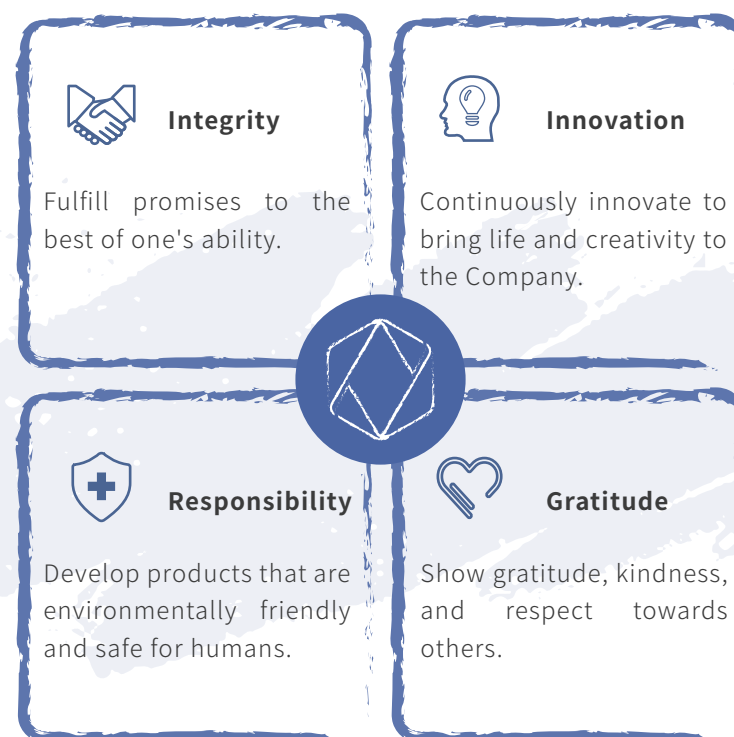 Integrity
Fulfill promises to the
best of one's ability.
Innovation
Continuously innovate to
bring life and creativity to
the Company.
Responsibility
Develop products that are
environmentally friendly
and safe for humans.
Gratitude
Show gratitude, kindness,
and respect towards
others.